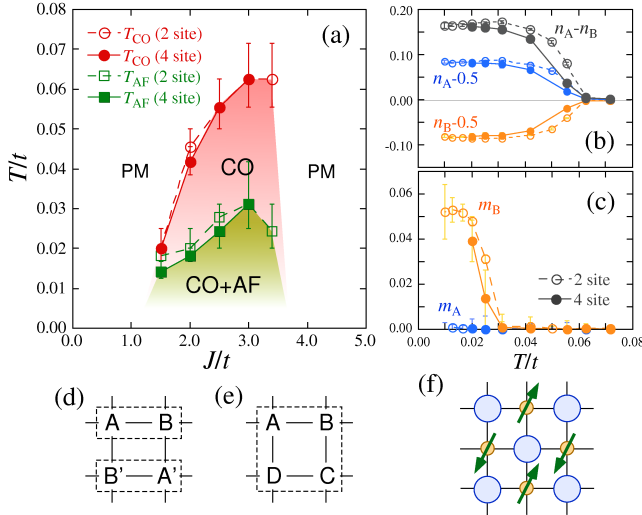 (a)
T/t
0.08
0.07
0.06
0.05
0.04
0.03
0.02
0.01
0.00
T_CO (2 site)
T_CO (4 site)
T_AF (2 site)
T_AF (4 site)
PM
CO
PM
CO+AF
0.0 1.0 2.0 3.0 4.0 5.0
J/t
(b)
0.20
0.10
0.00
-0.10
n_A-n_B
n_A-0.5
n_B-0.5
(c)
0.06
0.04
0.02
0.00
m_B
m_A
2 site
4 site
0.00 0.02 0.04 0.06 0.08
T/t
(d)
A B
B' A'
(e)
A B
D C
(f)